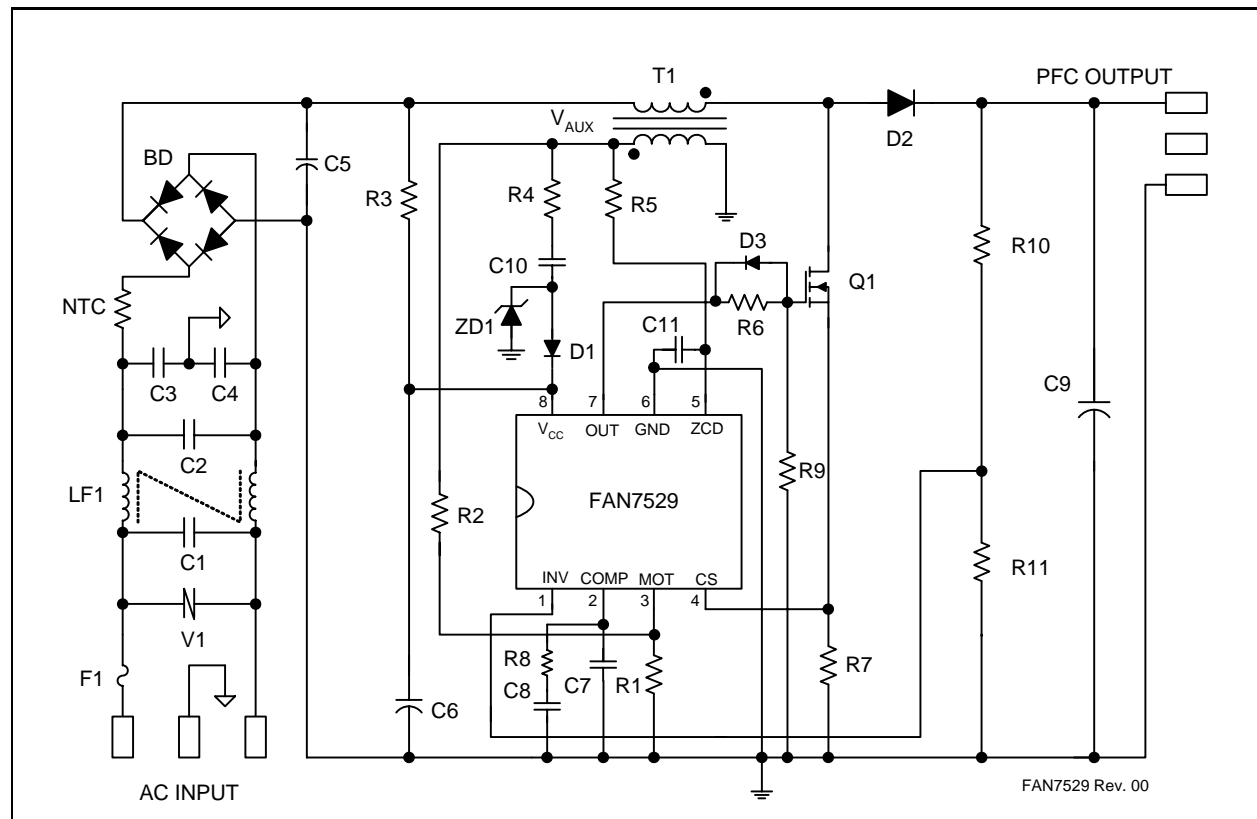 T1
PFC OUTPUT
VAUX
D2
BD
C5
R3
R4
R5
R10
D3
C10
Q1
NTC
ZD1
R6
C11
D1
C3
C4
C9
8
7
6
5
VCC
OUT
GND
ZCD
C2
R9
LF1
R2
FAN7529
C1
R11
INV
COMP
MOT
CS
1
2
3
4
V1
R8
R7
F1
C7
R1
C8
C6
AC INPUT
FAN7529 Rev. 00